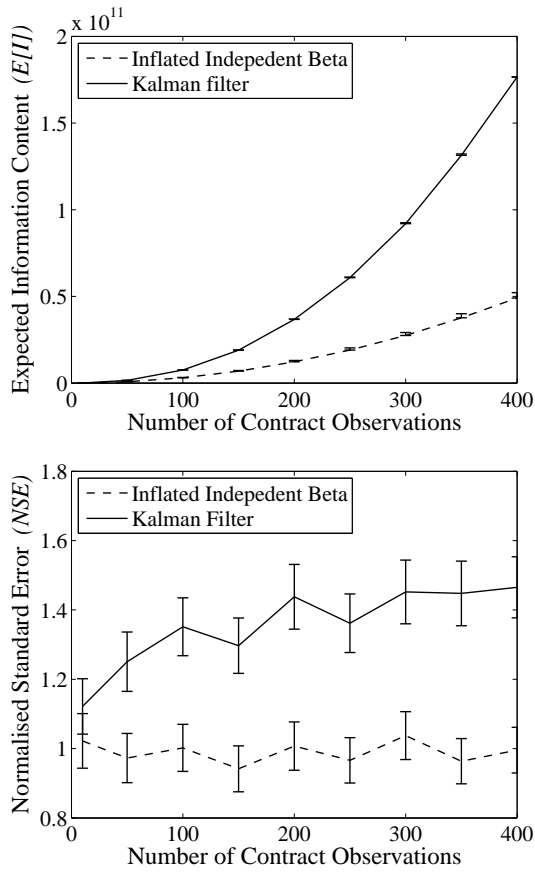 x 10^11
2
1.5
1
0.5
0
Expected Information Content (E[I])
Inflated Indepedent Beta
Kalman filter
0 100 200 300 400
Number of Contract Observations
1.8
1.6
1.4
1.2
1
0.8
Normalised Standard Error (NSE)
Inflated Indepedent Beta
Kalman Filter
0 100 200 300 400
Number of Contract Observations